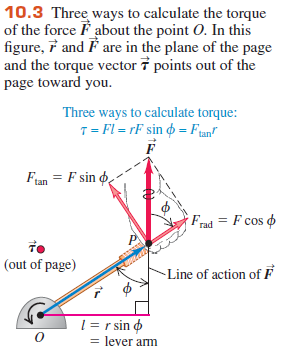 10.3 Three ways to calculate the torque
of the force F⃗ about the point O. In this
figure, r⃗ and F⃗ are in the plane of the page
and the torque vector τ⃗ points out of the
page toward you.
Three ways to calculate torque:
τ = Fl = rF sin ϕ = Ftanr
F⃗
Ftan = F sin ϕ
ϕ
Frad = F cos ϕ
P
τ⃗
(out of page)
Line of action of F⃗
r⃗
ϕ
l = r sin ϕ
= lever arm
O